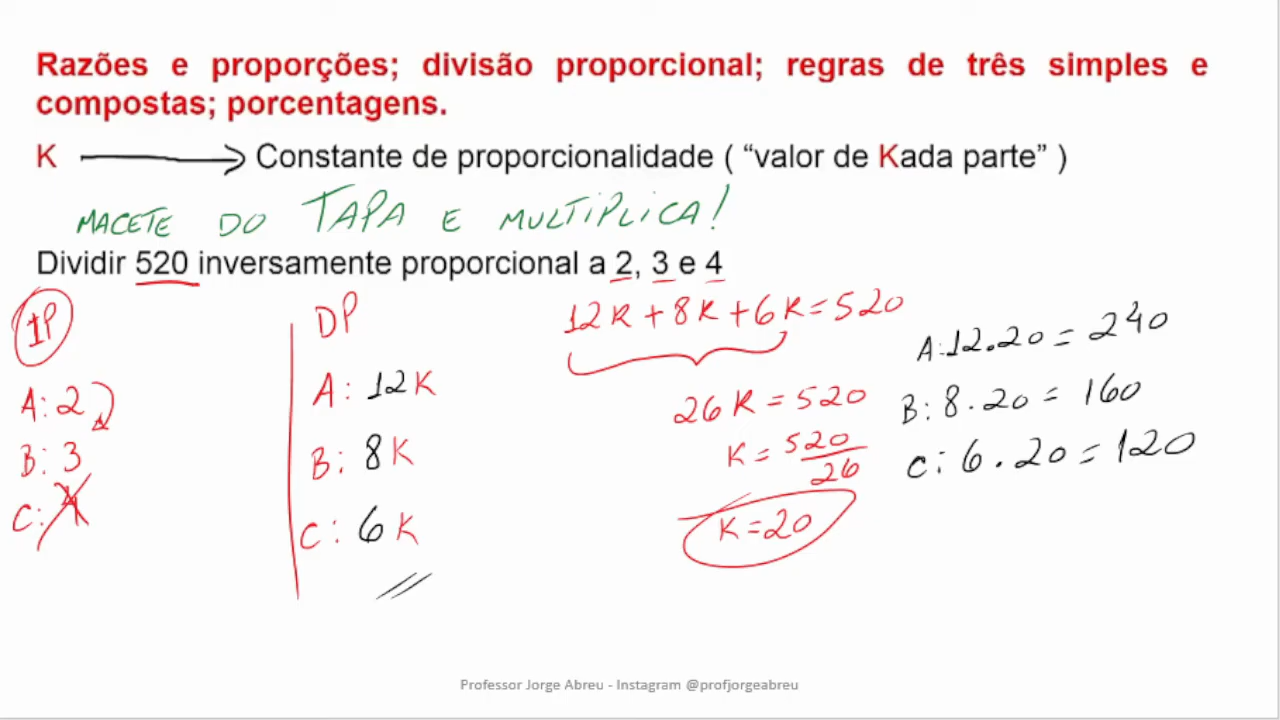 Razões e proporções; divisão proporcional; regras de três simples e
compostas; porcentagens.
K → Constante de proporcionalidade ( “valor de Kada parte” )
MACETE DO TAPA E MULTIPLICA!
Dividir 520 inversamente proporcional a 2, 3 e 4
IP
A: 2
B: 3
C: 4
DP
A: 12K
B: 8K
C: 6K
12K + 8K + 6K = 520
26K = 520
K = 520/26
K = 20
A: 12.20 = 240
B: 8.20 = 160
C: 6.20 = 120
Professor Jorge Abreu - Instagram @profjorgeabreu